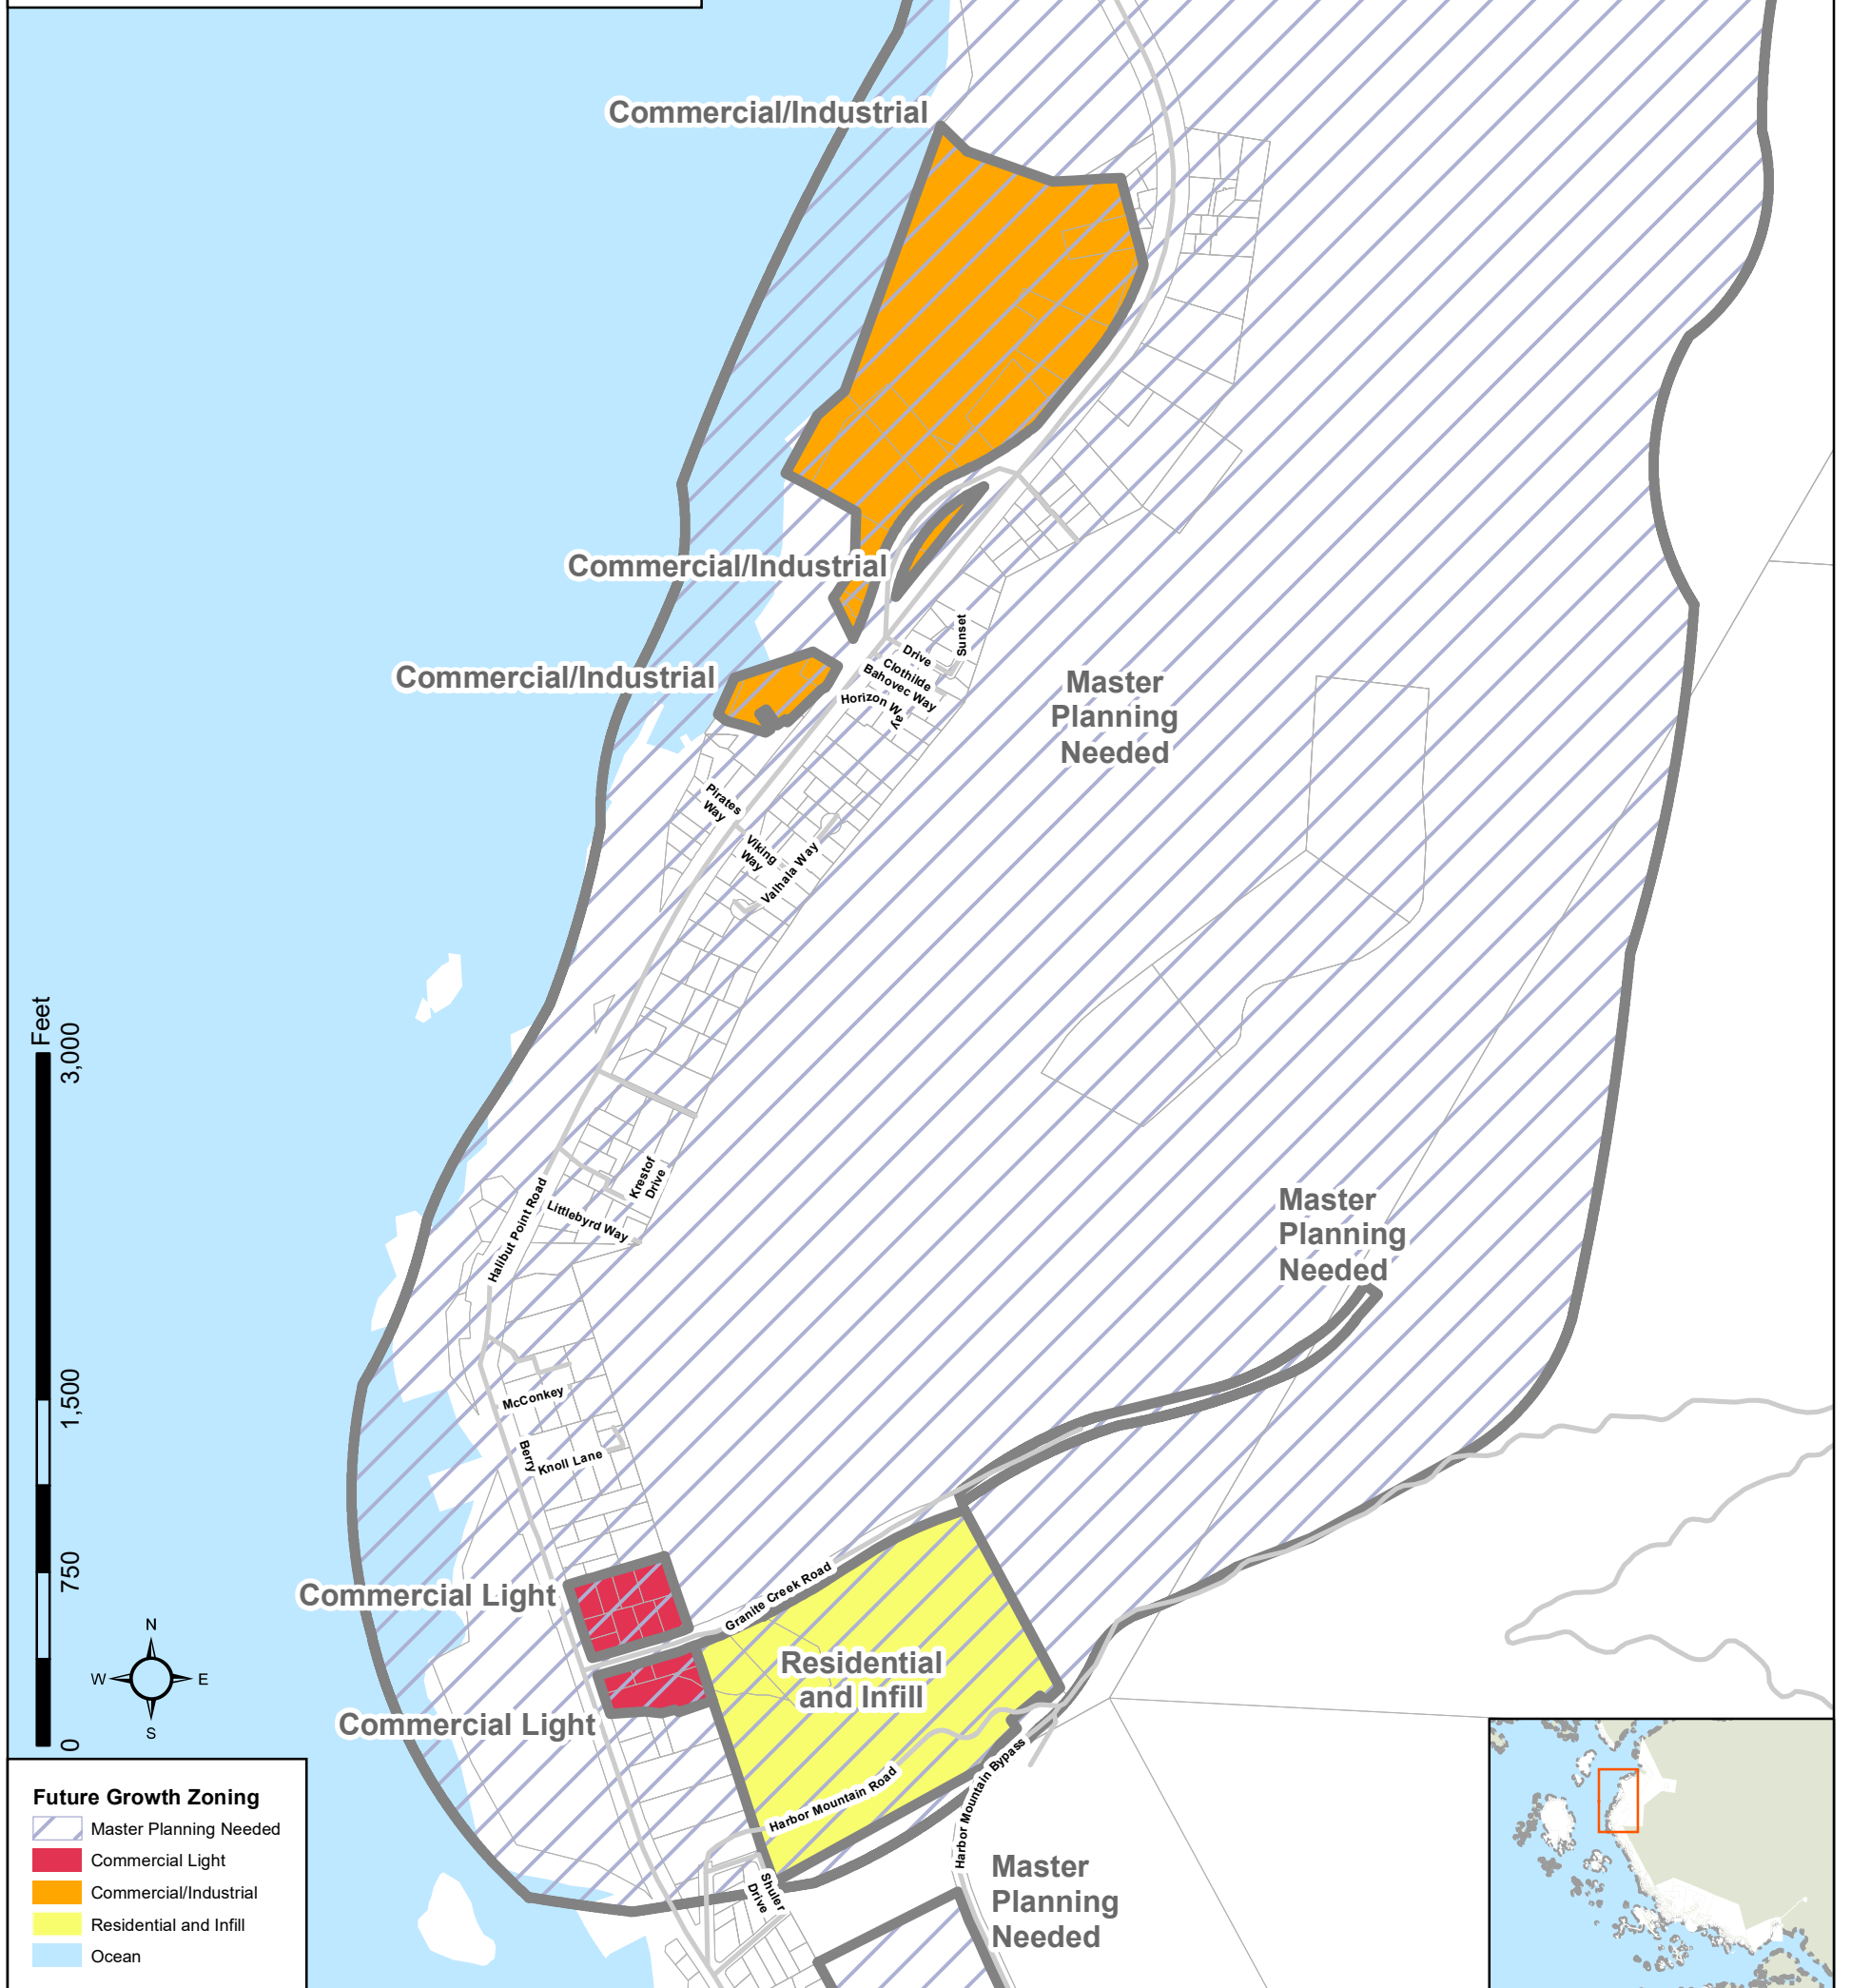 Commercial/Industrial
Commercial/Industrial
Commercial/Industrial
Sunset
Drive
Clothilde
Bahovec Way
Horizon Way
Master
Planning
Needed
Pirates
Way
Viking
Way
Valhala Way
Feet
3,000
1,500
750
0
Krestof
Drive
Littlebyrd Way
Halibut Point Road
Master
Planning
Needed
McConkey
Berry
Knoll Lane
Commercial Light
Granite Creek Road
N
W
E
S
Residential
and Infill
Commercial Light
Harbor Mountain Road
Harbor Mountain Bypass
Shuler
Drive
Master
Planning
Needed
Future Growth Zoning
Master Planning Needed
Commercial Light
Commercial/Industrial
Residential and Infill
Ocean